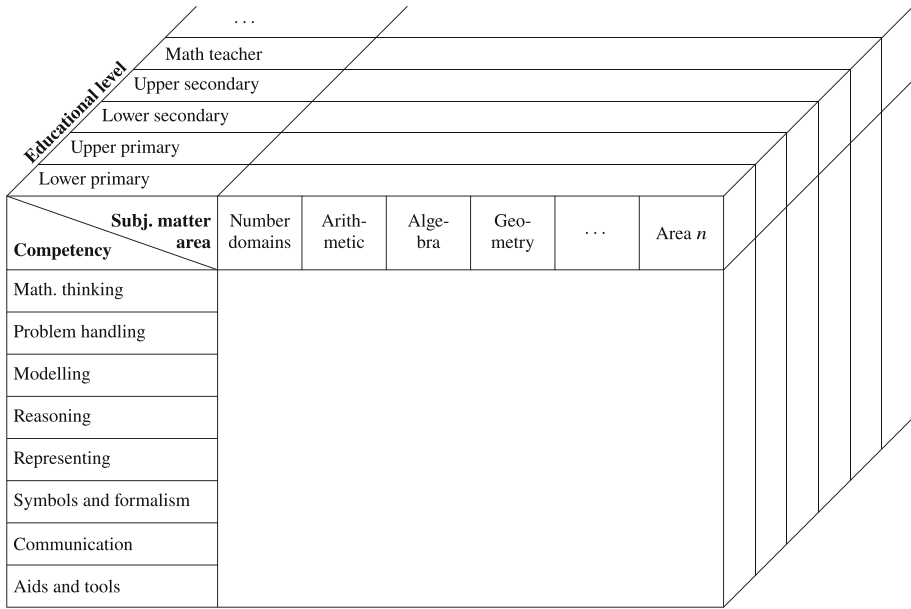 ...
Math teacher
Upper secondary
Lower secondary
Upper primary
Lower primary
Educational level
Subj. matter
area
Competency
Number
domains
Arith-
metic
Alge-
bra
Geo-
metry
...
Area n
Math. thinking
Problem handling
Modelling
Reasoning
Representing
Symbols and formalism
Communication
Aids and tools